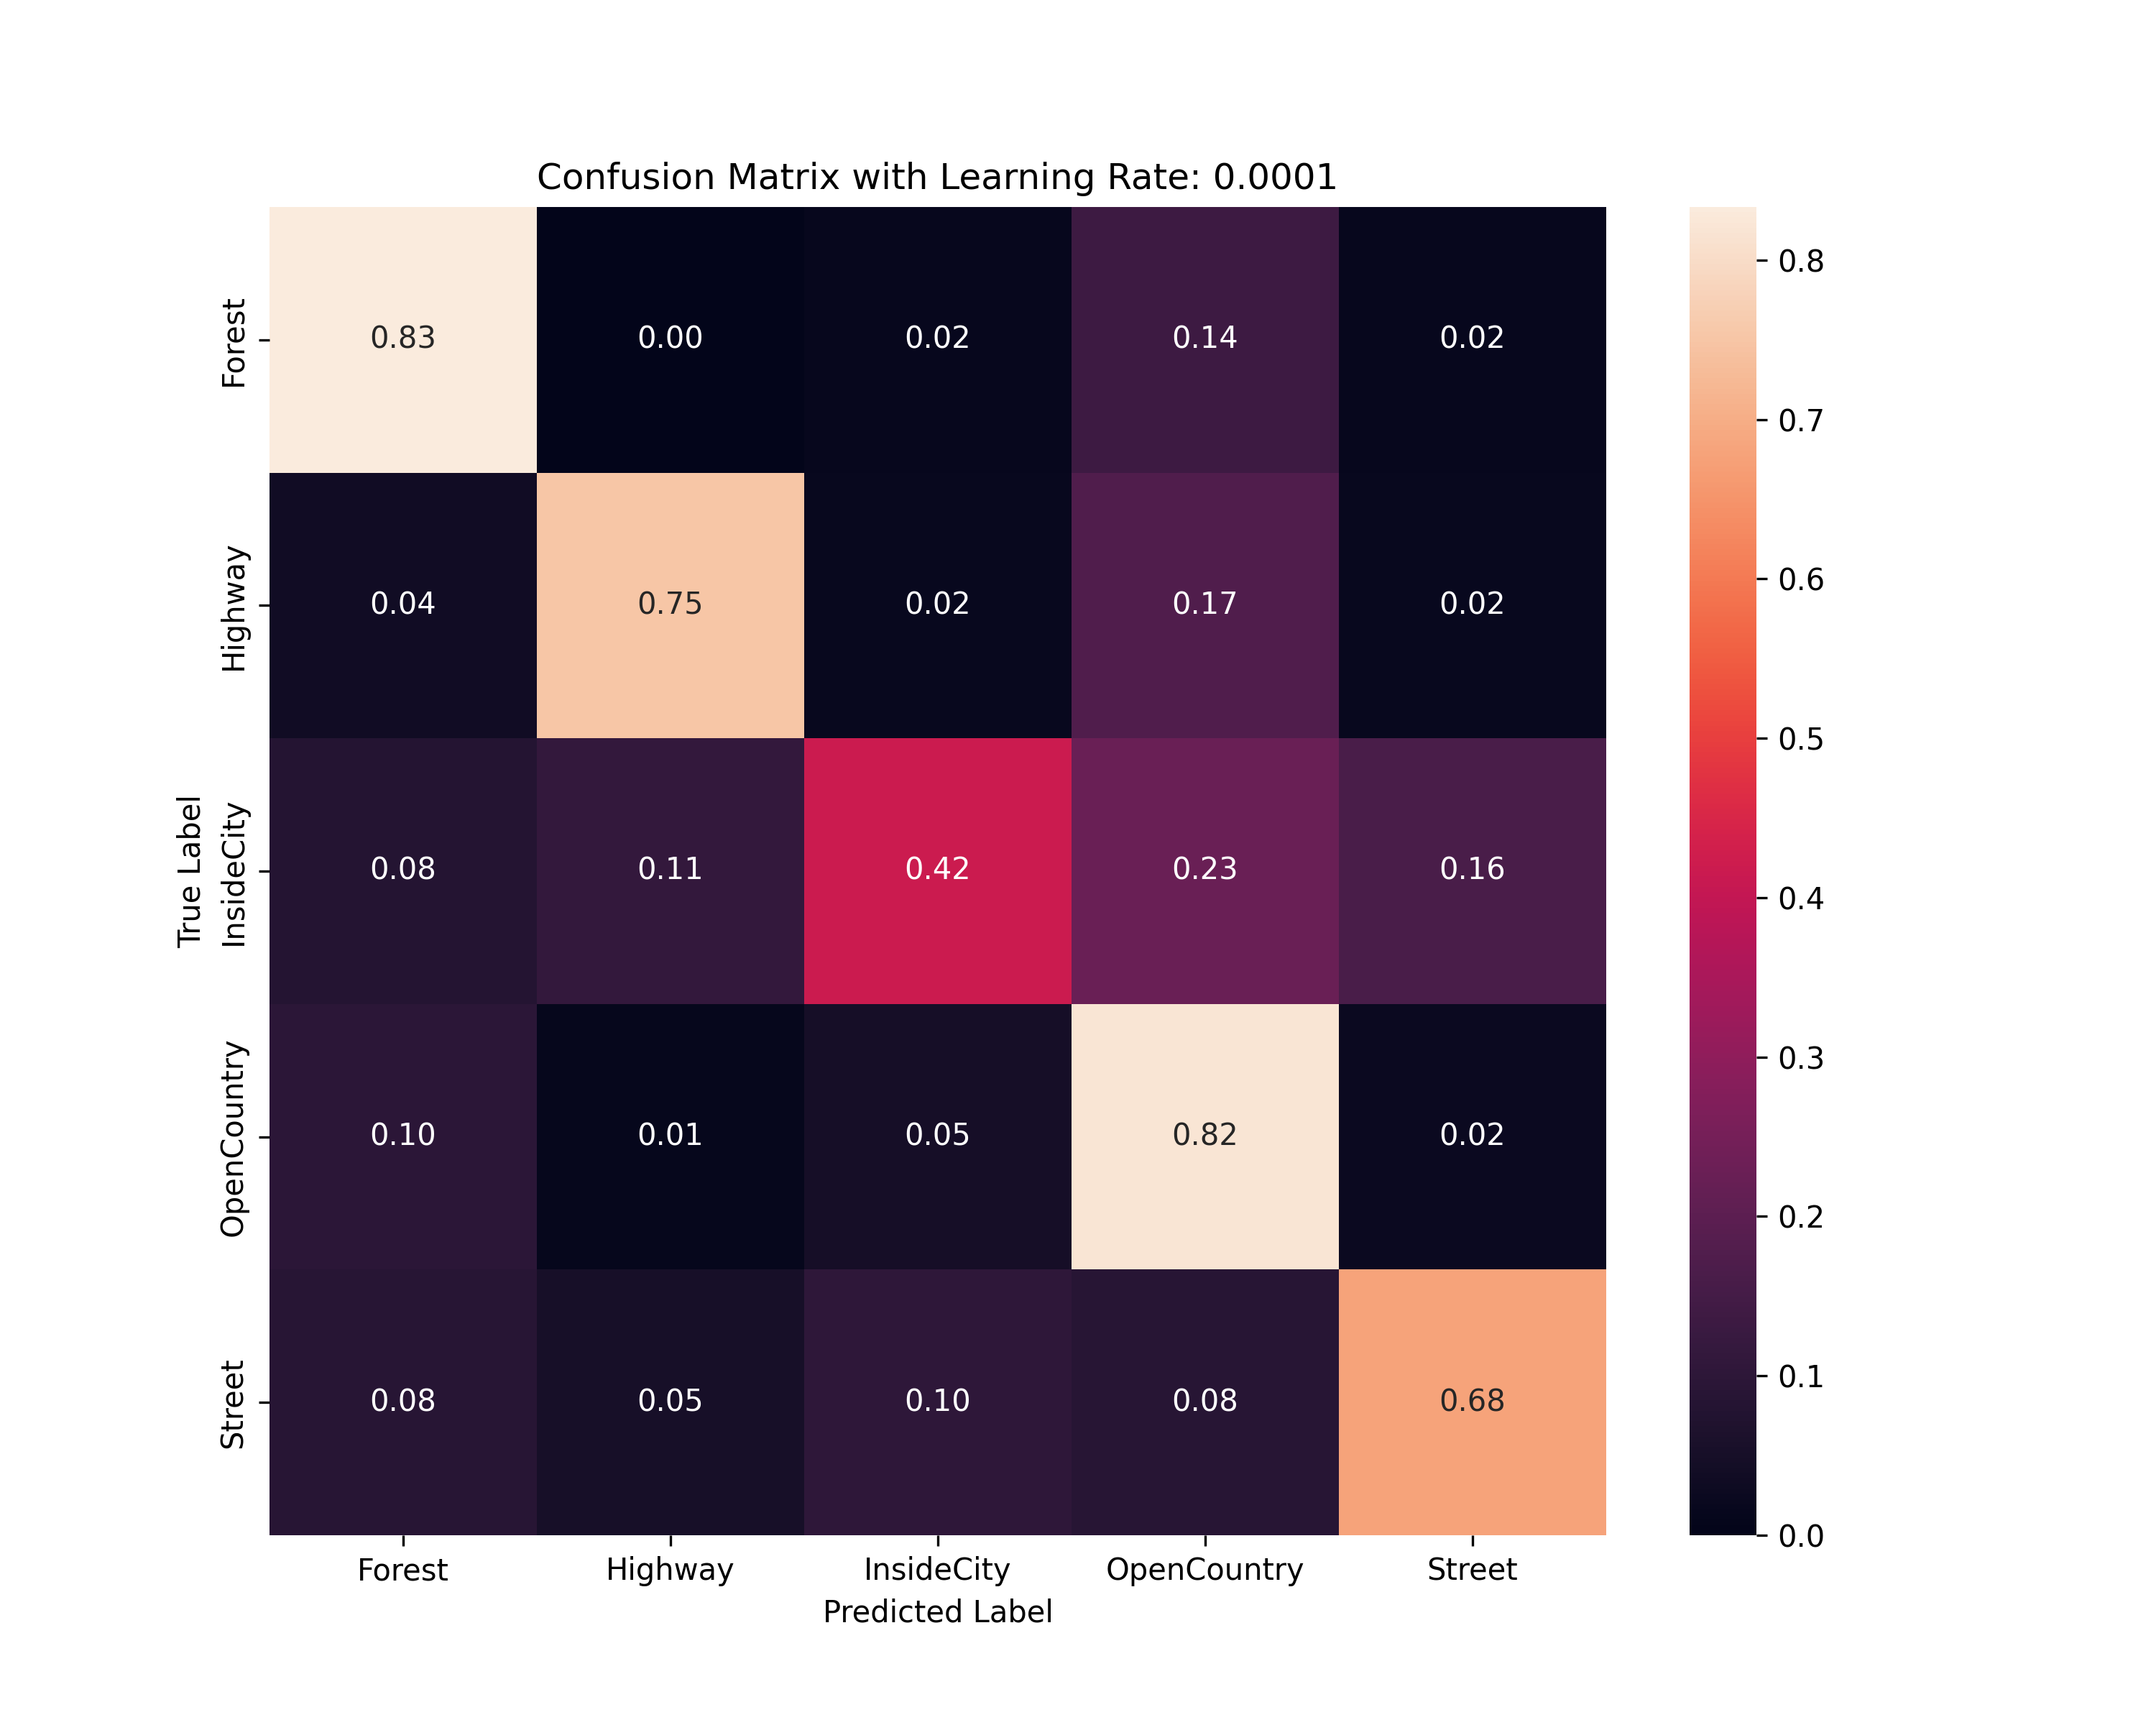 Confusion Matrix with Learning Rate: 0.0001
True Label
Forest 0.83 0.00 0.02 0.14 0.02
Highway 0.04 0.75 0.02 0.17 0.02
InsideCity 0.08 0.11 0.42 0.23 0.16
OpenCountry 0.10 0.01 0.05 0.82 0.02
Street 0.08 0.05 0.10 0.08 0.68
Forest Highway InsideCity OpenCountry Street
Predicted Label
0.8
0.7
0.6
0.5
0.4
0.3
0.2
0.1
0.0